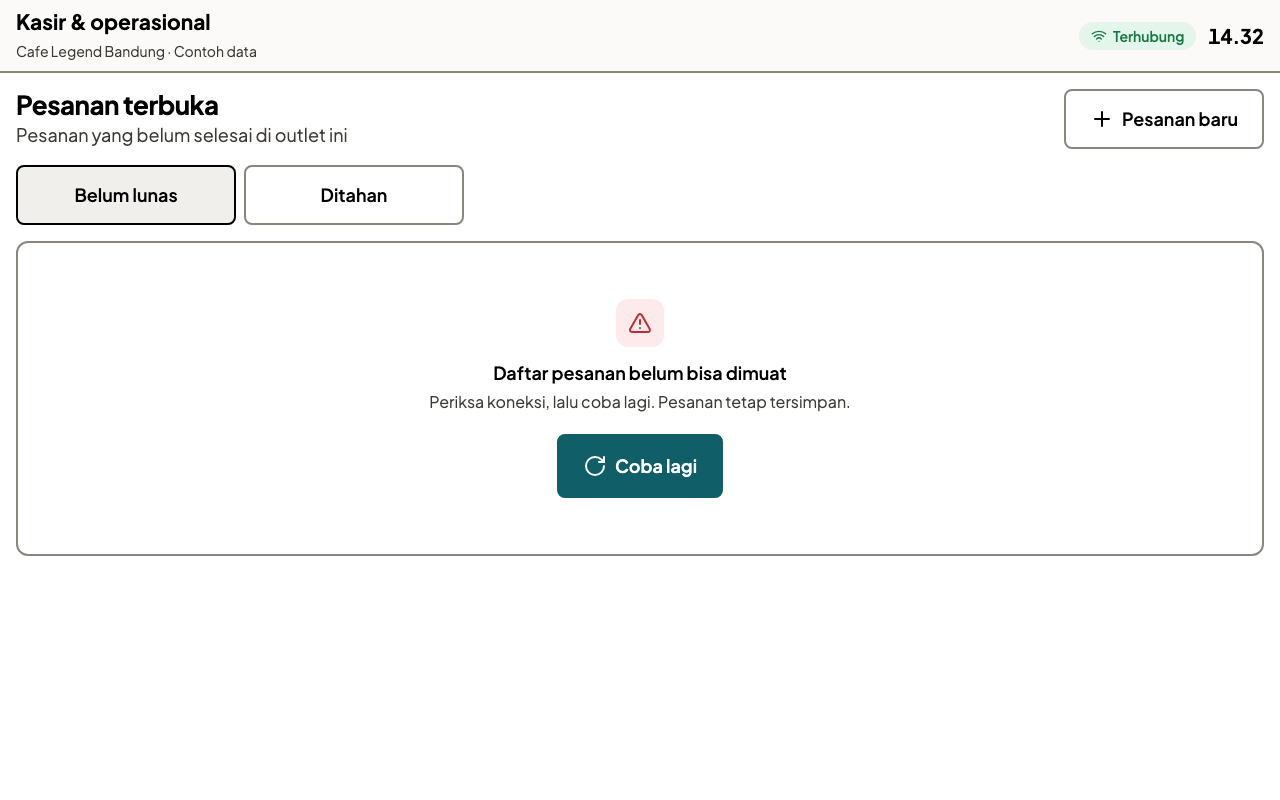 Kasir & operasional
Cafe Legend Bandung · Contoh data
Terhubung
14.32
Pesanan terbuka
Pesanan yang belum selesai di outlet ini
Pesanan baru
Belum lunas
Ditahan
Daftar pesanan belum bisa dimuat
Periksa koneksi, lalu coba lagi. Pesanan tetap tersimpan.
Coba lagi